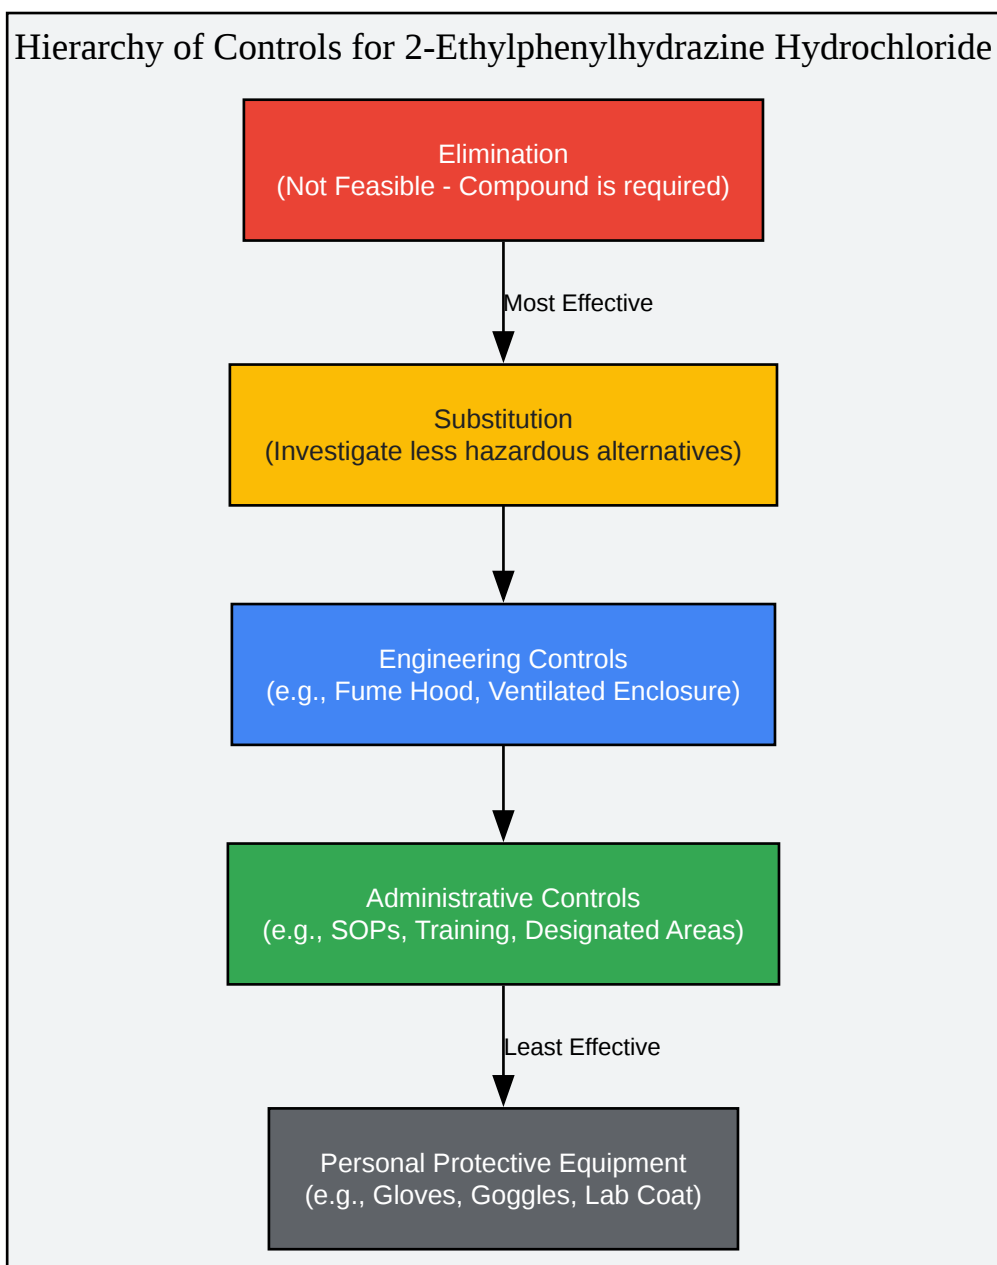 Hierarchy of Controls for 2-Ethylphenylhydrazine Hydrochloride
Elimination
(Not Feasible - Compound is required)
Most Effective
Substitution
(Investigate less hazardous alternatives)
Engineering Controls
(e.g., Fume Hood, Ventilated Enclosure)
Administrative Controls
(e.g., SOPs, Training, Designated Areas)
Least Effective
Personal Protective Equipment
(e.g., Gloves, Goggles, Lab Coat)